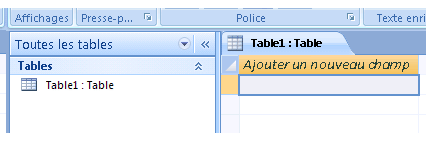 Affichages Presse-p... Police Texte enri
Toutes les tables
Table1 : Table
Tables
Ajouter un nouveau champ
Table1 : Table